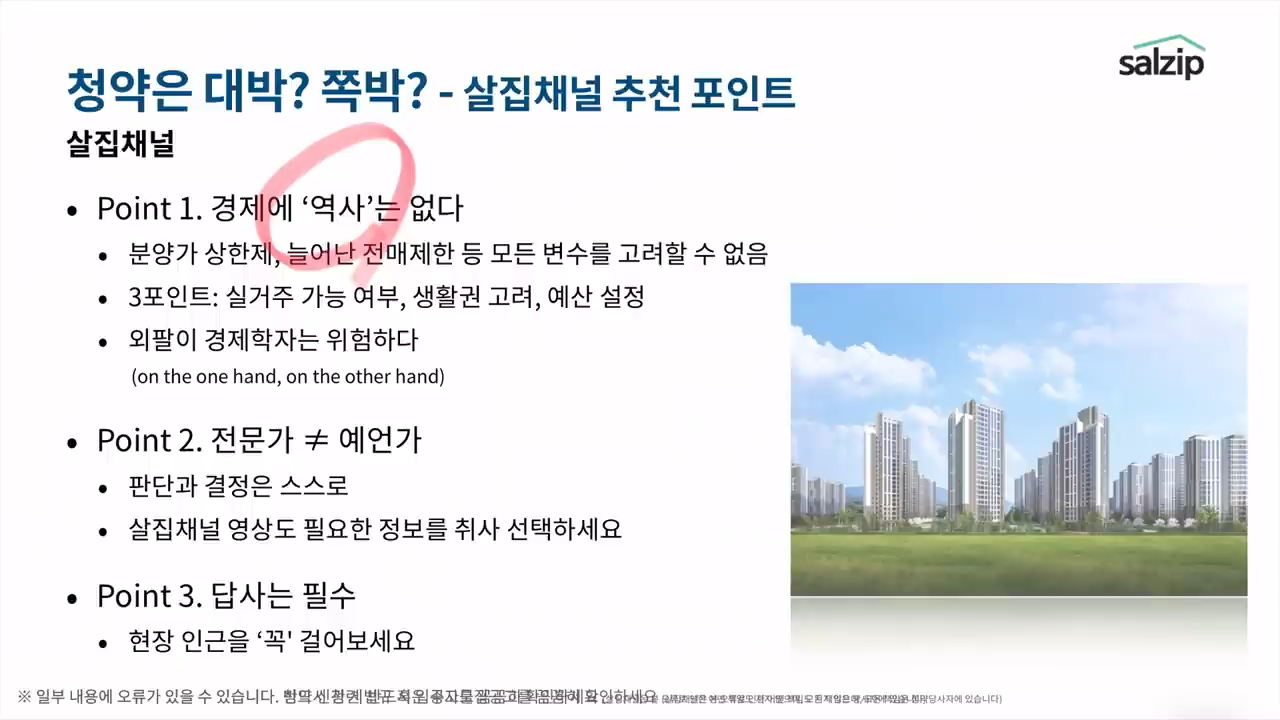 salzip
청약은 대박? 쪽박? - 살집채널 추천 포인트
살집채널
• Point 1. 경제에 ‘역사’는 없다
• 분양가 상한제, 늘어난 전매제한 등 모든 변수를 고려할 수 없음
• 3포인트: 실거주 가능 여부, 생활권 고려, 예산 설정
• 외팔이 경제학자는 위험하다
(on the one hand, on the other hand)
• Point 2. 전문가 ≠ 예언가
• 판단과 결정은 스스로
• 살집채널 영상도 필요한 정보를 취사 선택하세요
• Point 3. 답사는 필수
• 현장 인근을 ‘꼭' 걸어보세요
※ 일부 내용에 오류가 있을 수 있습니다. 확인하세요